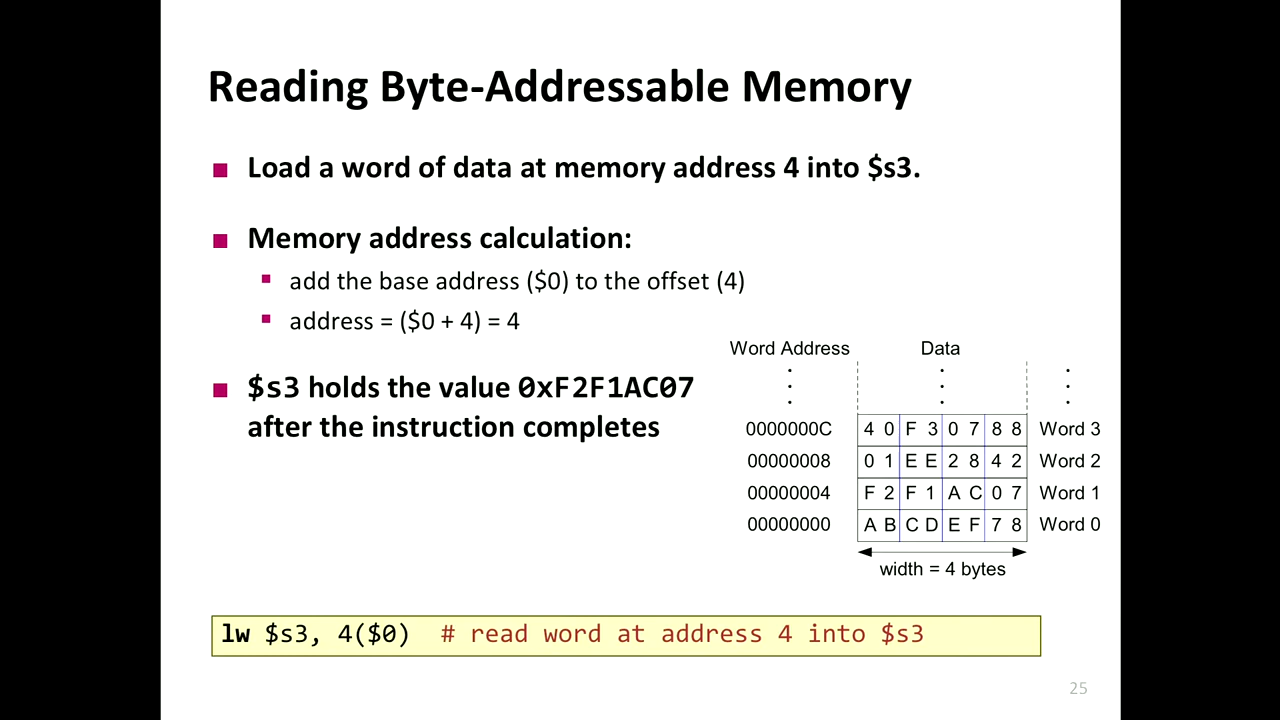 Reading Byte-Addressable Memory
Load a word of data at memory address 4 into $s3.
Memory address calculation:
add the base address ($0) to the offset (4)
address = ($0 + 4) = 4
$s3 holds the value 0xF2F1AC07
after the instruction completes
Word Address Data
0000000C 4 0 F 3 0 7 8 8 Word 3
00000008 0 1 E E 2 8 4 2 Word 2
00000004 F 2 F 1 A C 0 7 Word 1
00000000 A B C D E F 7 8 Word 0
width = 4 bytes
lw $s3, 4($0) # read word at address 4 into $s3
25